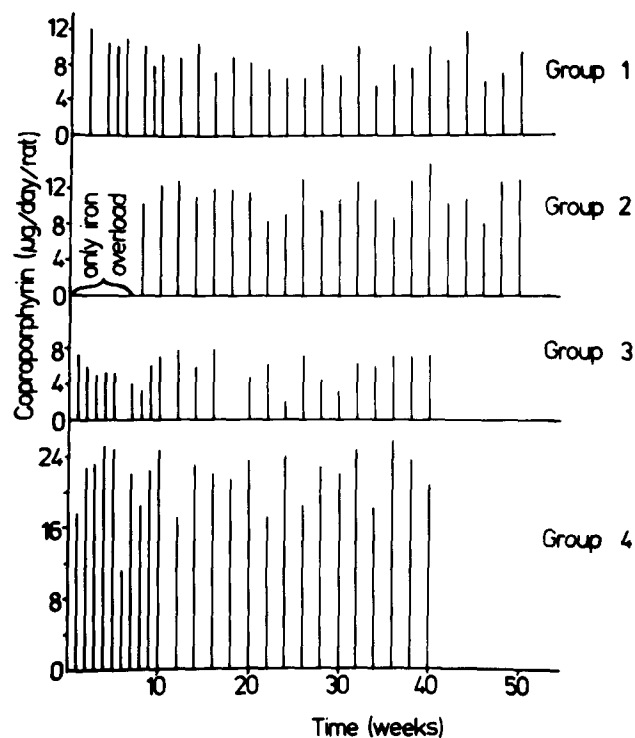 Coproporphyrin (µg/day/rat)
12
8
4
0
Group 1
12
8
4
0
only iron
overload
Group 2
8
4
0
Group 3
24
16
8
0
Group 4
10
20
30
40
50
Time (weeks)